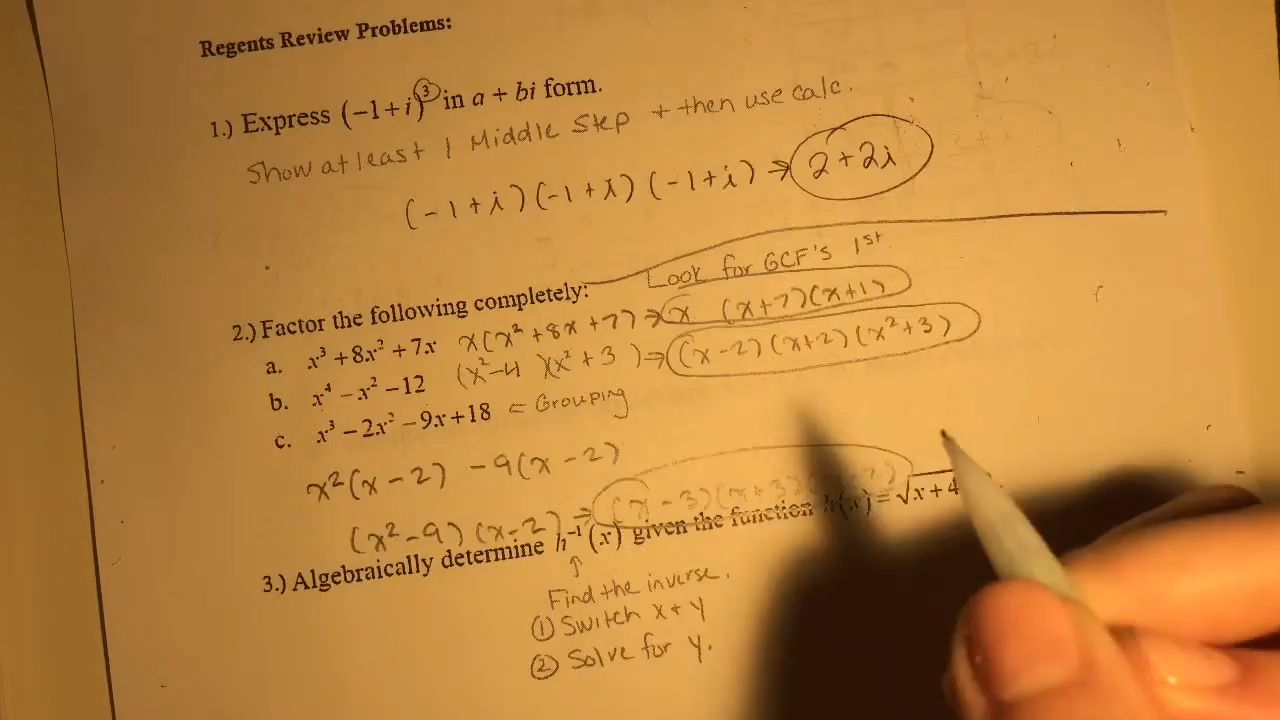 Regents Review Problems:
1.) Express (−1+i)³ in a + bi form.
Show at least 1 Middle Step + then use calc.
(-1+i)(-1+i)(-1+i) → 2+2i
Look for GCF's 1st
2.) Factor the following completely:
a. x³ +8x² +7x x(x² +8x +7) → x (x+7)(x+1)
b. x⁴ − x² −12 (x²-4)(x²+3) → (x-2)(x+2)(x²+3)
c. x³ − 2x² − 9x+18 ← Grouping
x²(x-2) -9(x-2)
(x²-9)(x-2) → (x-3)(x+3)
3.) Algebraically determine h⁻¹(x) given the function h(x) = √x+4
↑
Find the inverse.
① Switch x + y
② Solve for y.